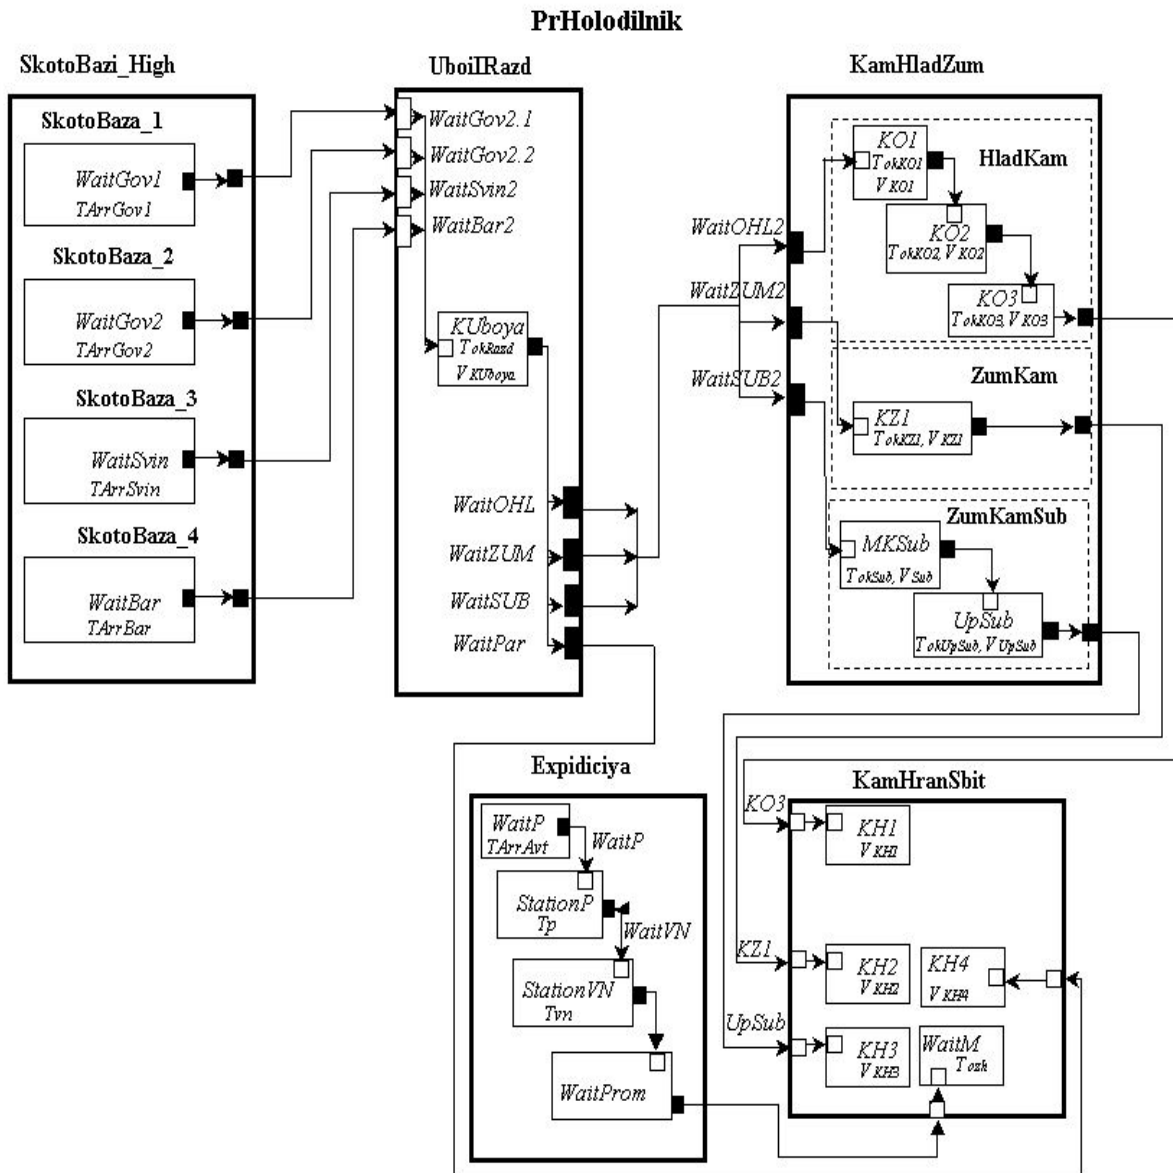 PrHolodilnik
SkotoBazi_High
SkotoBaza_1
WaitGov1
TArrGov1
SkotoBaza_2
WaitGov2
TArrGov2
SkotoBaza_3
WaitSvin
TArrSvin
SkotoBaza_4
WaitBar
TArrBar
UboiIRazd
WaitGov2.1
WaitGov2.2
WaitSvin2
WaitBar2
KUboya
TokRazd
VKUboya
WaitOHL
WaitZUM
WaitSUB
WaitPar
KamHladZum
WaitOHL2
WaitZUM2
WaitSUB2
HladKam
KO1
TokKO1
VKO1
KO2
TokKO2, VKO2
KO3
TokKO3, VKO3
ZumKam
KZ1
TokKZ1, VKZ1
ZumKamSub
MKSub
TokSub, VSub
UpSub
TokUpSub, VUpSub
Expidiciya
WaitP
TArrAvt
WaitP
StationP
Tp
WaitVN
StationVN
Tvn
WaitProm
KamHranSbit
KO3
KH1
VKH1
KZ1
KH2
VKH2
KH4
VKH4
UpSub
KH3
VKH3
WaitM
Tozh